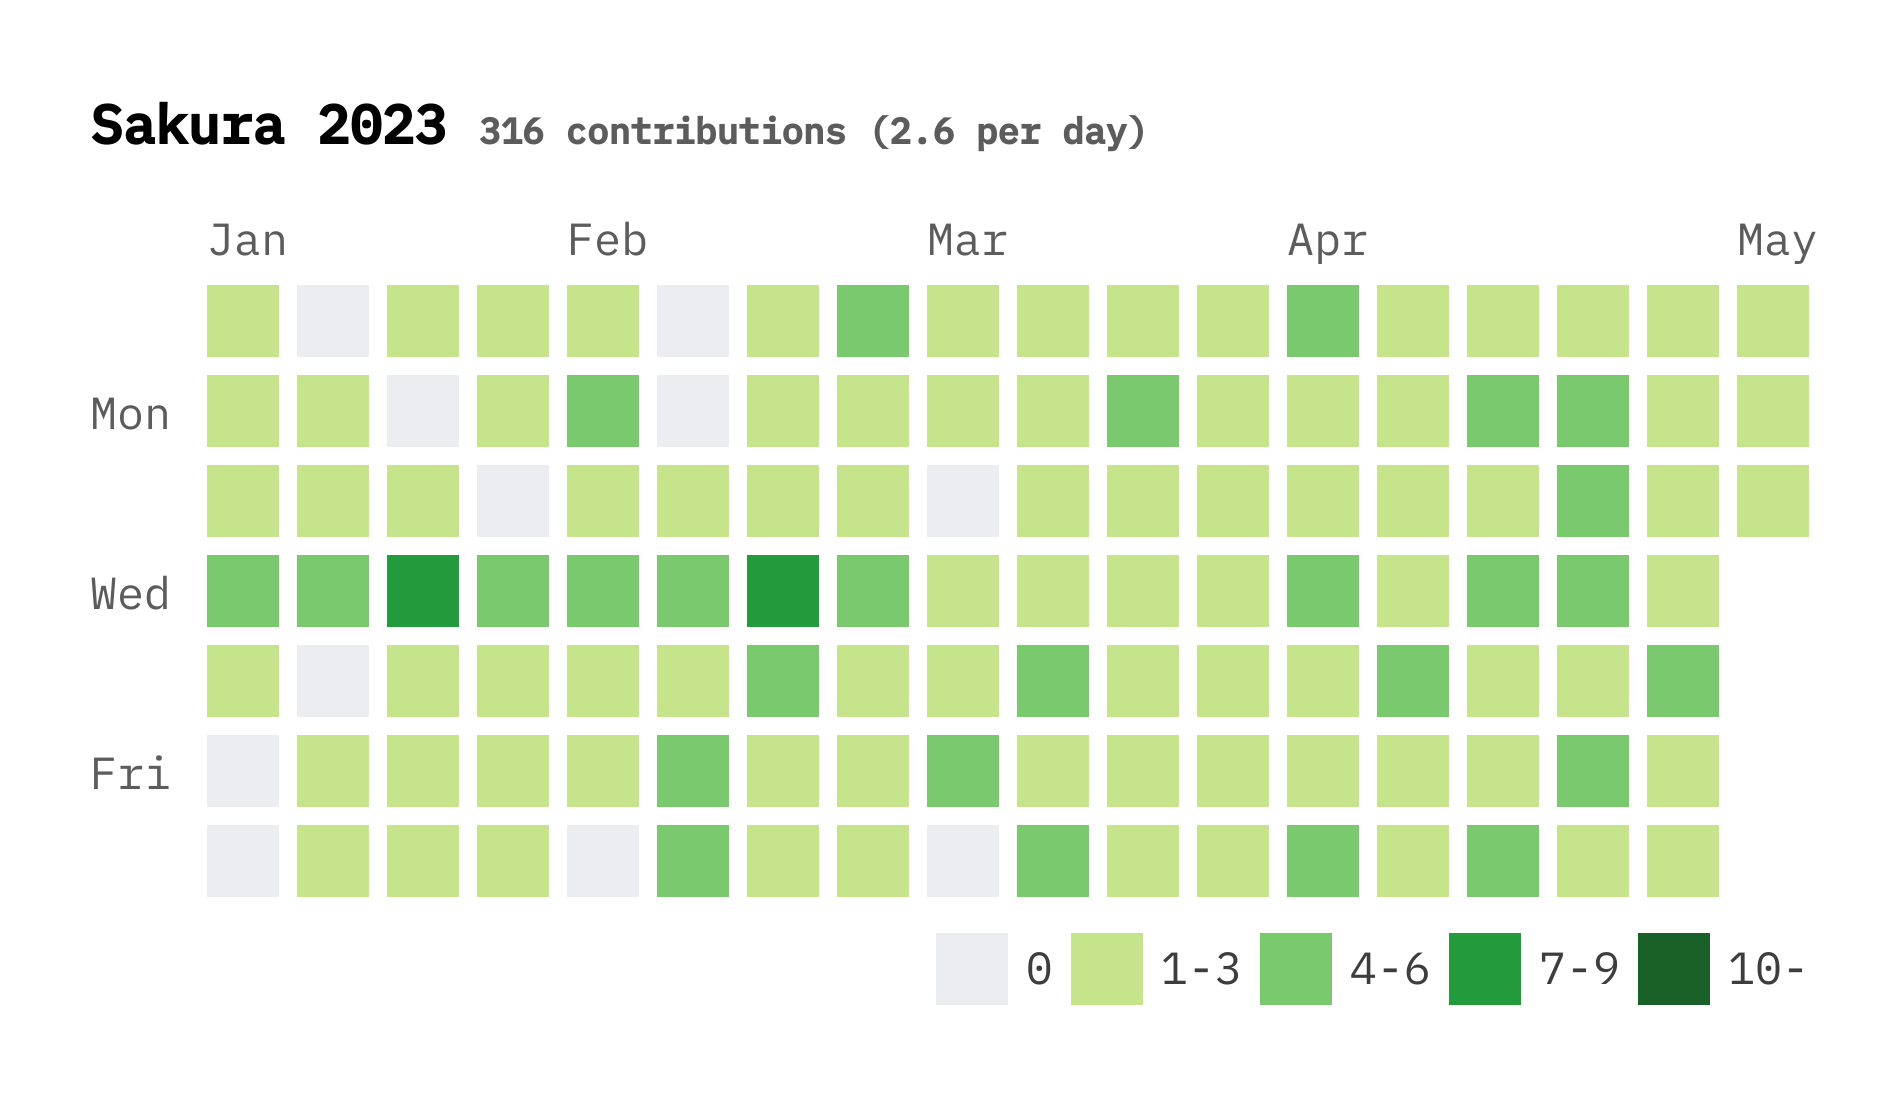 Sakura 2023 316 contributions (2.6 per day)
Jan Feb Mar Apr May
Mon
Wed
Fri
0 1-3 4-6 7-9 10-